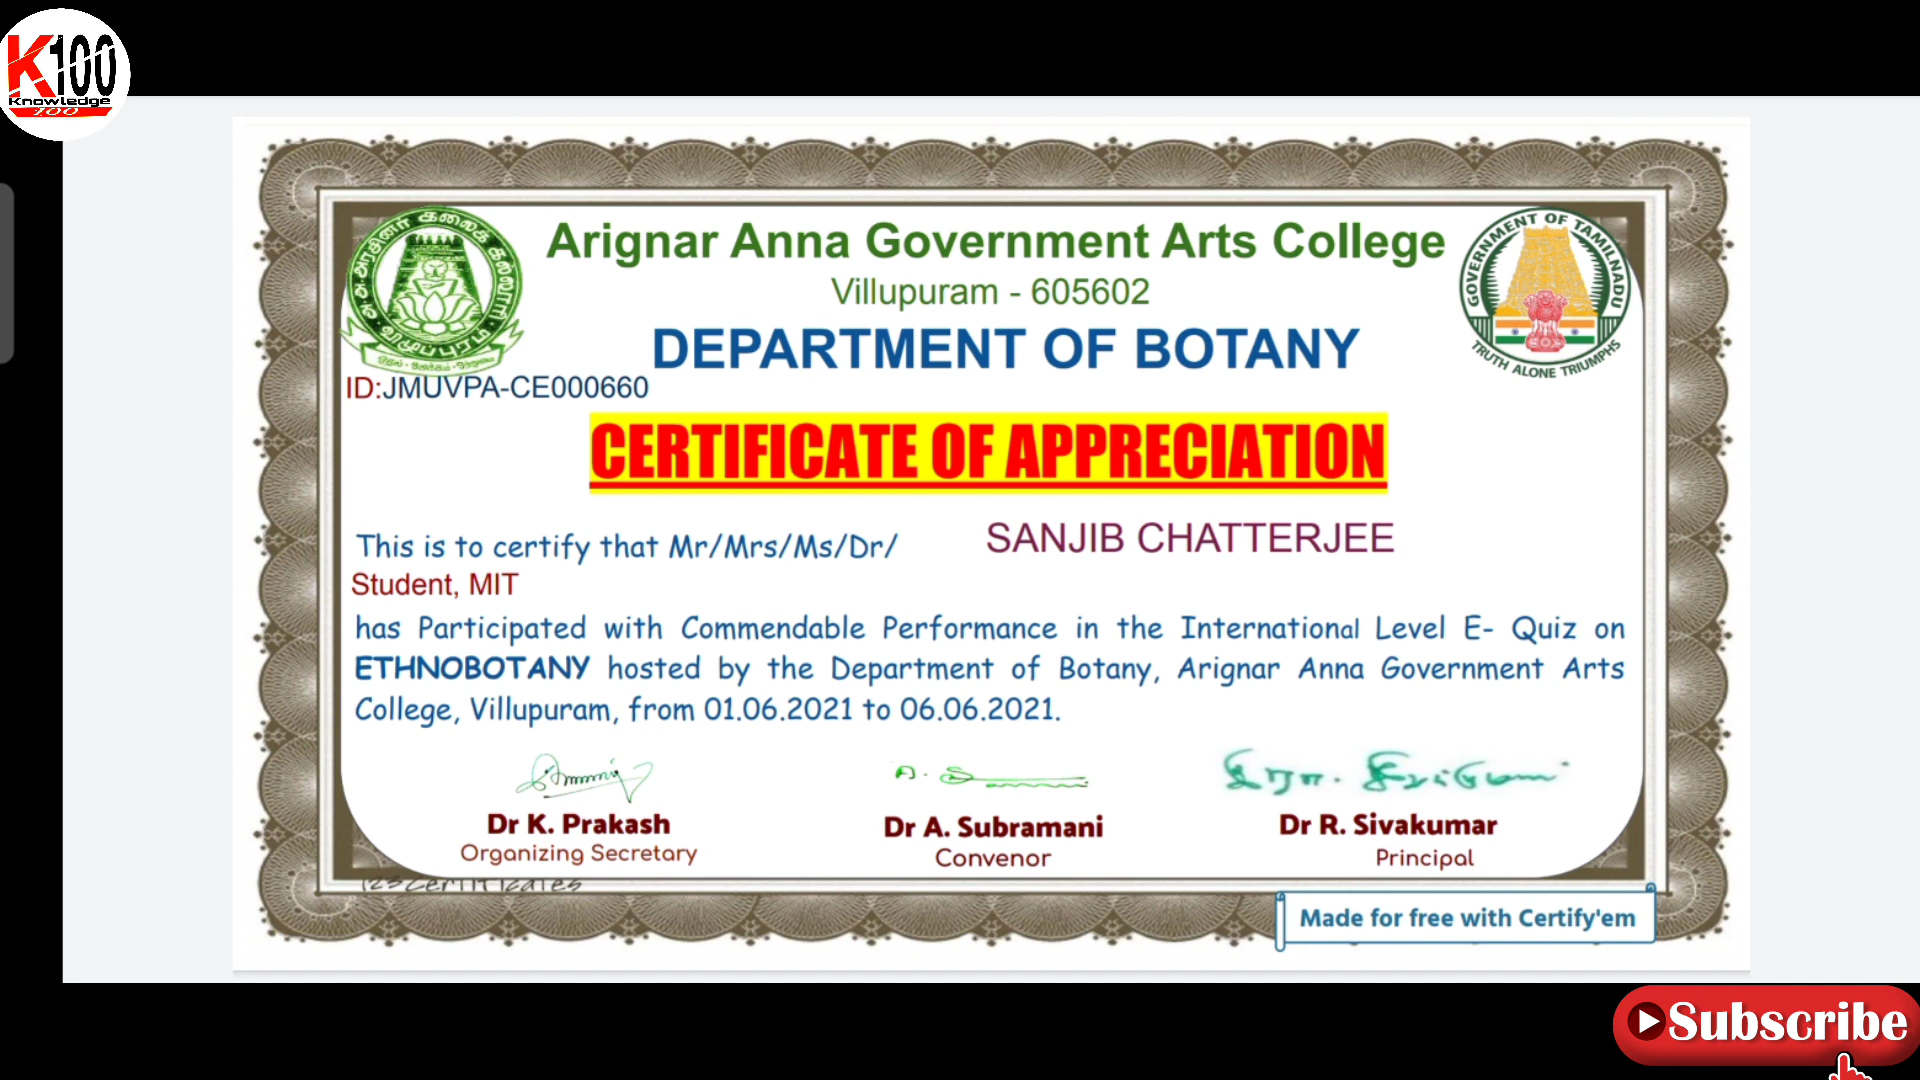 K100
Knowledge
100
Arignar Anna Government Arts College
Villupuram - 605602
DEPARTMENT OF BOTANY
GOVERNMENT OF TAMILNADU
TRUTH ALONE TRIUMPHS
விழுப்புரம்
ID:JMUVPA-CE000660
CERTIFICATE OF APPRECIATION
This is to certify that Mr/Mrs/Ms/Dr/ SANJIB CHATTERJEE
Student, MIT
has Participated with Commendable Performance in the International Level E- Quiz on
ETHNOBOTANY hosted by the Department of Botany, Arignar Anna Government Arts
College, Villupuram, from 01.06.2021 to 06.06.2021.
Dr K. Prakash
Organizing Secretary
Dr A. Subramani
Convenor
Dr R. Sivakumar
Principal
123Certificates
Made for free with Certify'em
Subscribe